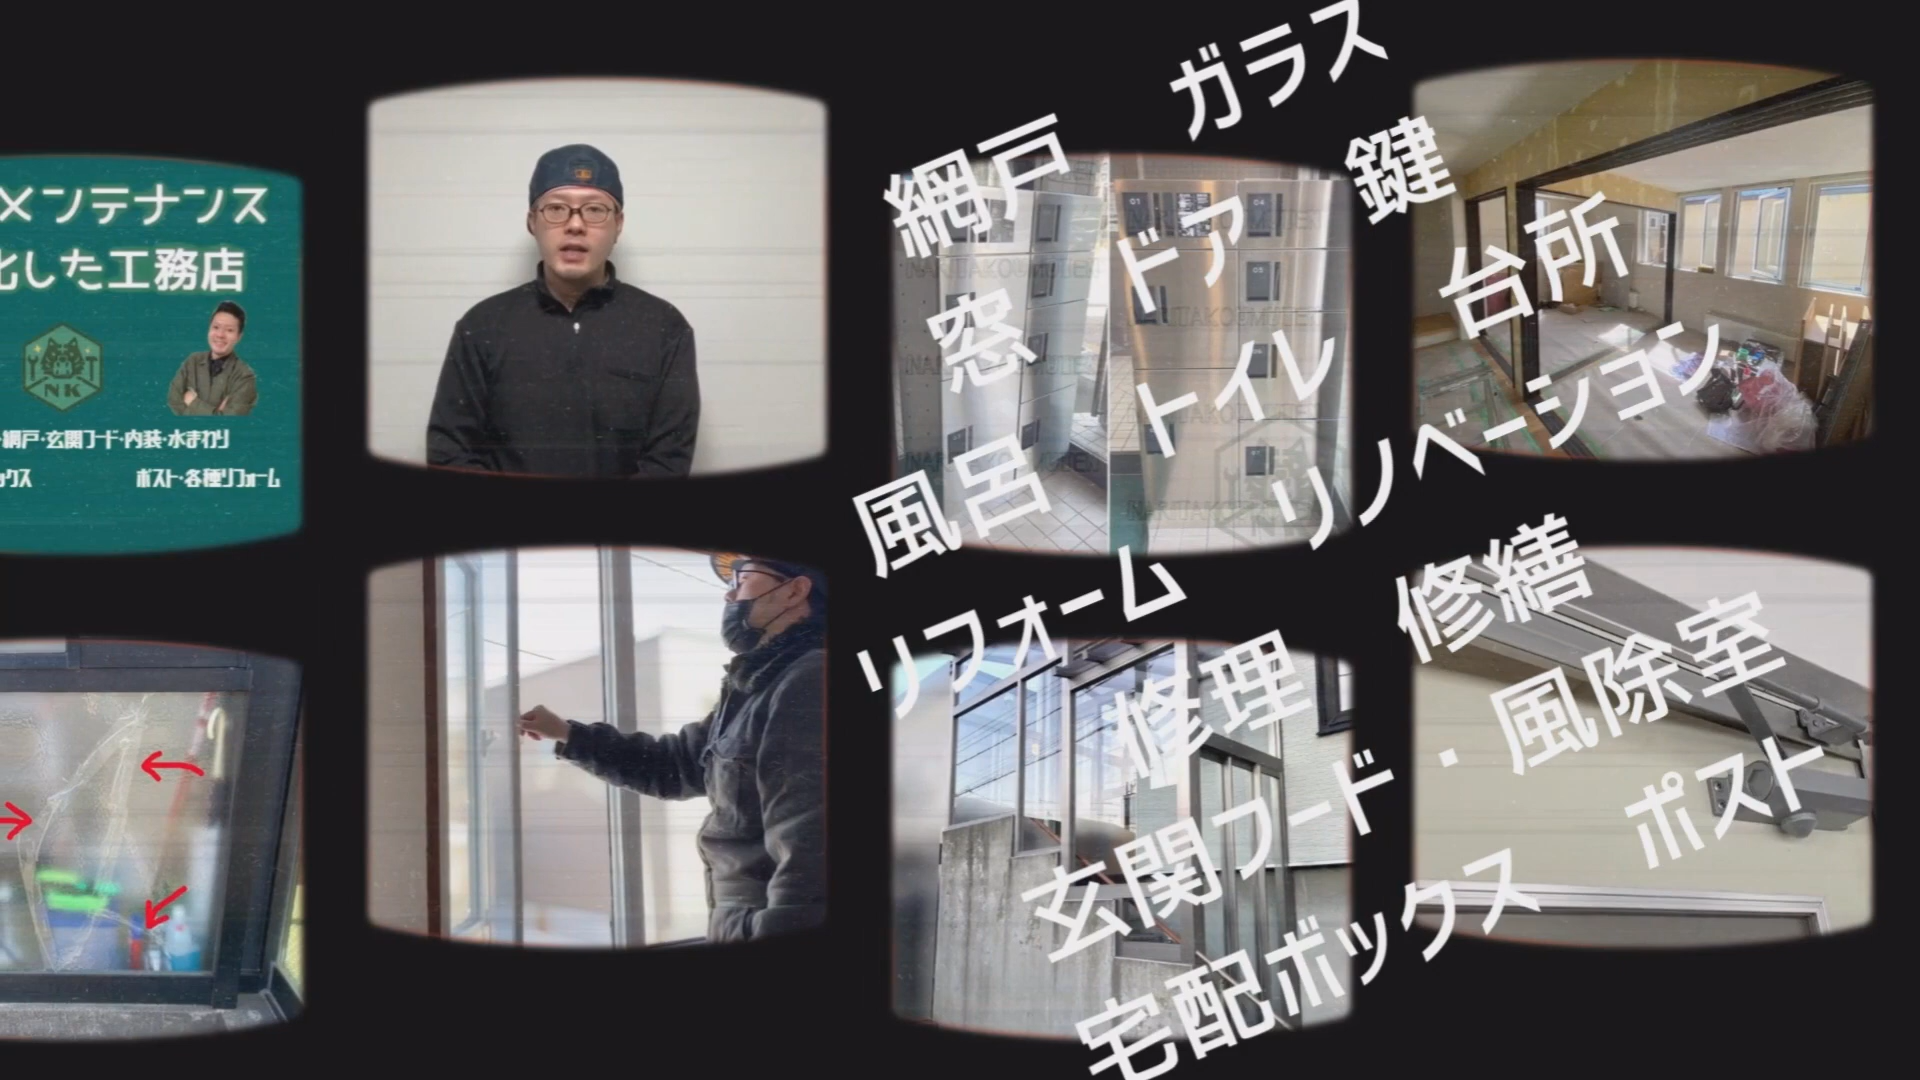 メンテナンス
化した工務店
NK
網戸・玄関フード・内装・水まわり
ックス
ポスト・各種リフォーム
ガラス
網戸
鍵
ドア
台所
窓
トイレ
風呂
リノベーション
リフォーム
修繕
修理
風除室
玄関フード・
ポスト
宅配ボックス